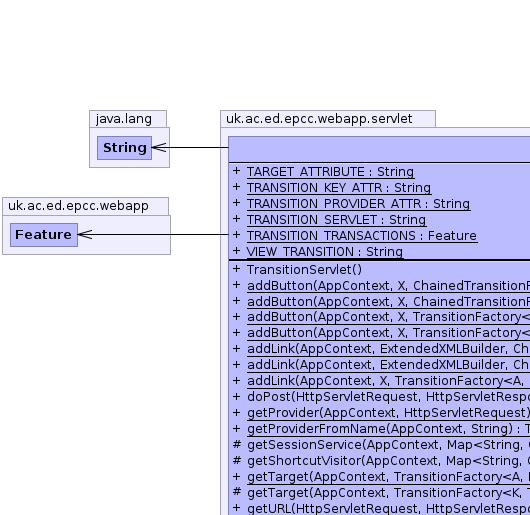 java.lang
String
uk.ac.ed.epcc.webapp
Feature
uk.ac.ed.epcc.webapp.servlet
+ TARGET_ATTRIBUTE : String
+ TRANSITION_KEY_ATTR : String
+ TRANSITION_PROVIDER_ATTR : String
+ TRANSITION_SERVLET : String
+ TRANSITION_TRANSACTIONS : Feature
+ VIEW_TRANSITION : String
+ TransitionServlet()
+ addButton(AppContext, X, ChainedTransitionF
+ addButton(AppContext, X, ChainedTransitionF
+ addButton(AppContext, X, TransitionFactory<
+ addButton(AppContext, X, TransitionFactory<
+ addLink(AppContext, ExtendedXMLBuilder, Ch
+ addLink(AppContext, ExtendedXMLBuilder, Ch
+ addLink(AppContext, X, TransitionFactory<A,
+ doPost(HttpServletRequest, HttpServletRespo
+ getProvider(AppContext, HttpServletRequest)
+ getProviderFromName(AppContext, String) : T
# getSessionService(AppContext, Map<String,
# getShortcutVisitor(AppContext, Map<String,
+ getTarget(AppContext, TransitionFactory<A,
# getTarget(AppContext, TransitionFactory<K,
+ getURL(HttpServletRequest, HttpServletRespo